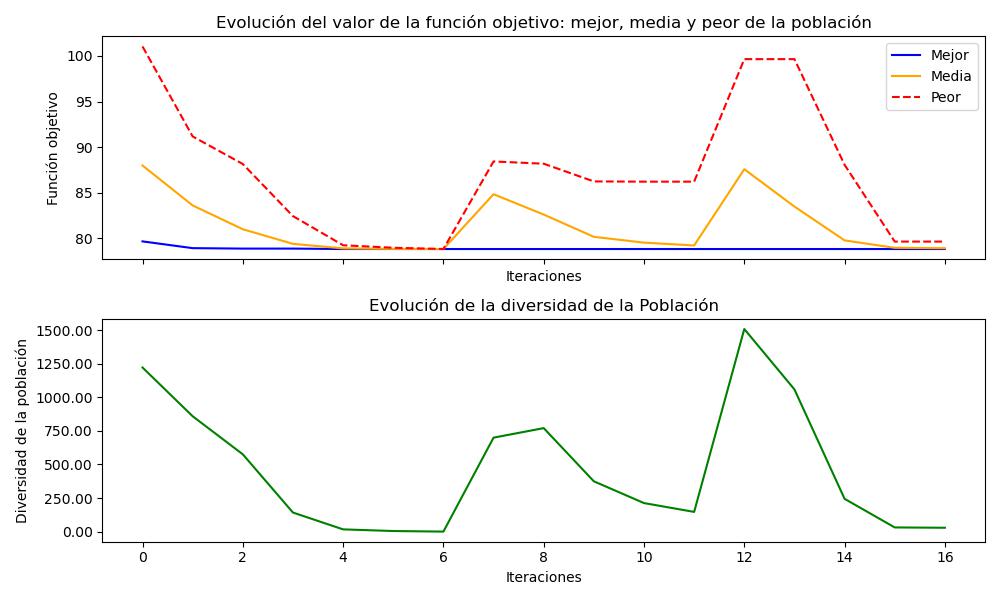 Evolución del valor de la función objetivo: mejor, media y peor de la población
Función objetivo
100
95
90
85
80
Mejor
Media
Peor
Iteraciones
Evolución de la diversidad de la Población
Diversidad de la población
1500.00
1250.00
1000.00
750.00
500.00
250.00
0.00
0 2 4 6 8 10 12 14 16
Iteraciones